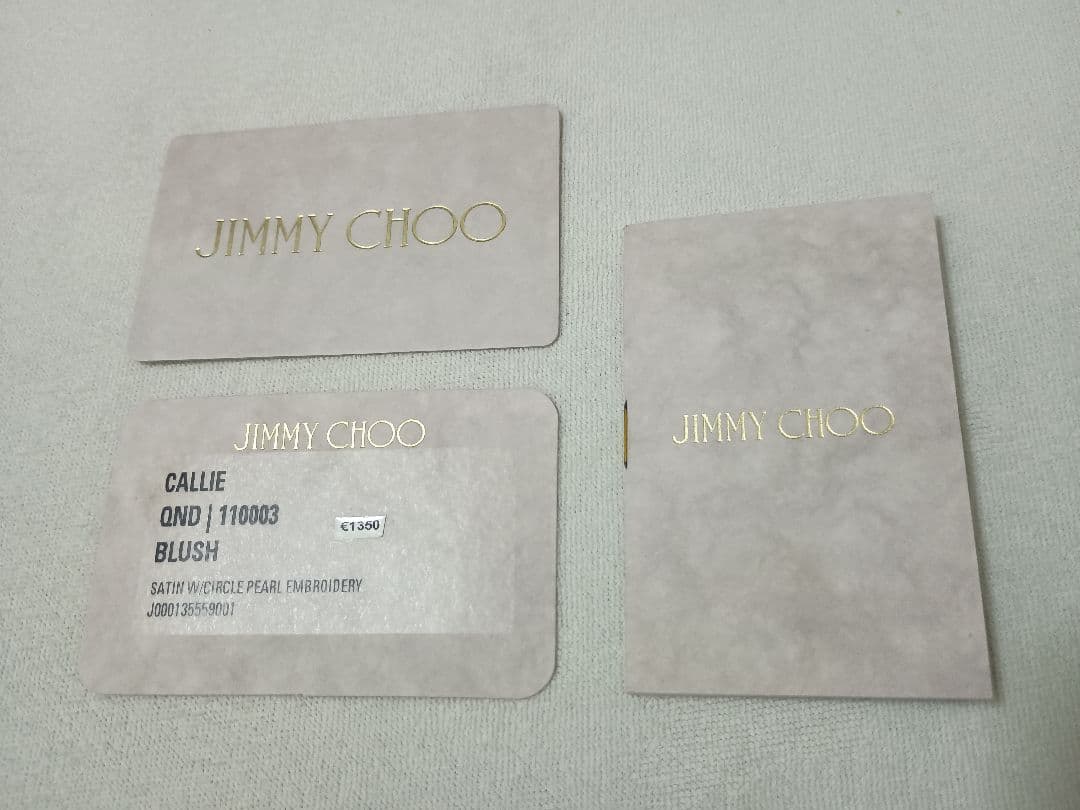 JIMMY CHOO
JIMMY CHOO
CALLIE
QND | 110003
€1350
BLUSH
SATIN W/CIRCLE PEARL EMBROIDERY
J000135559001
JIMMY CHOO